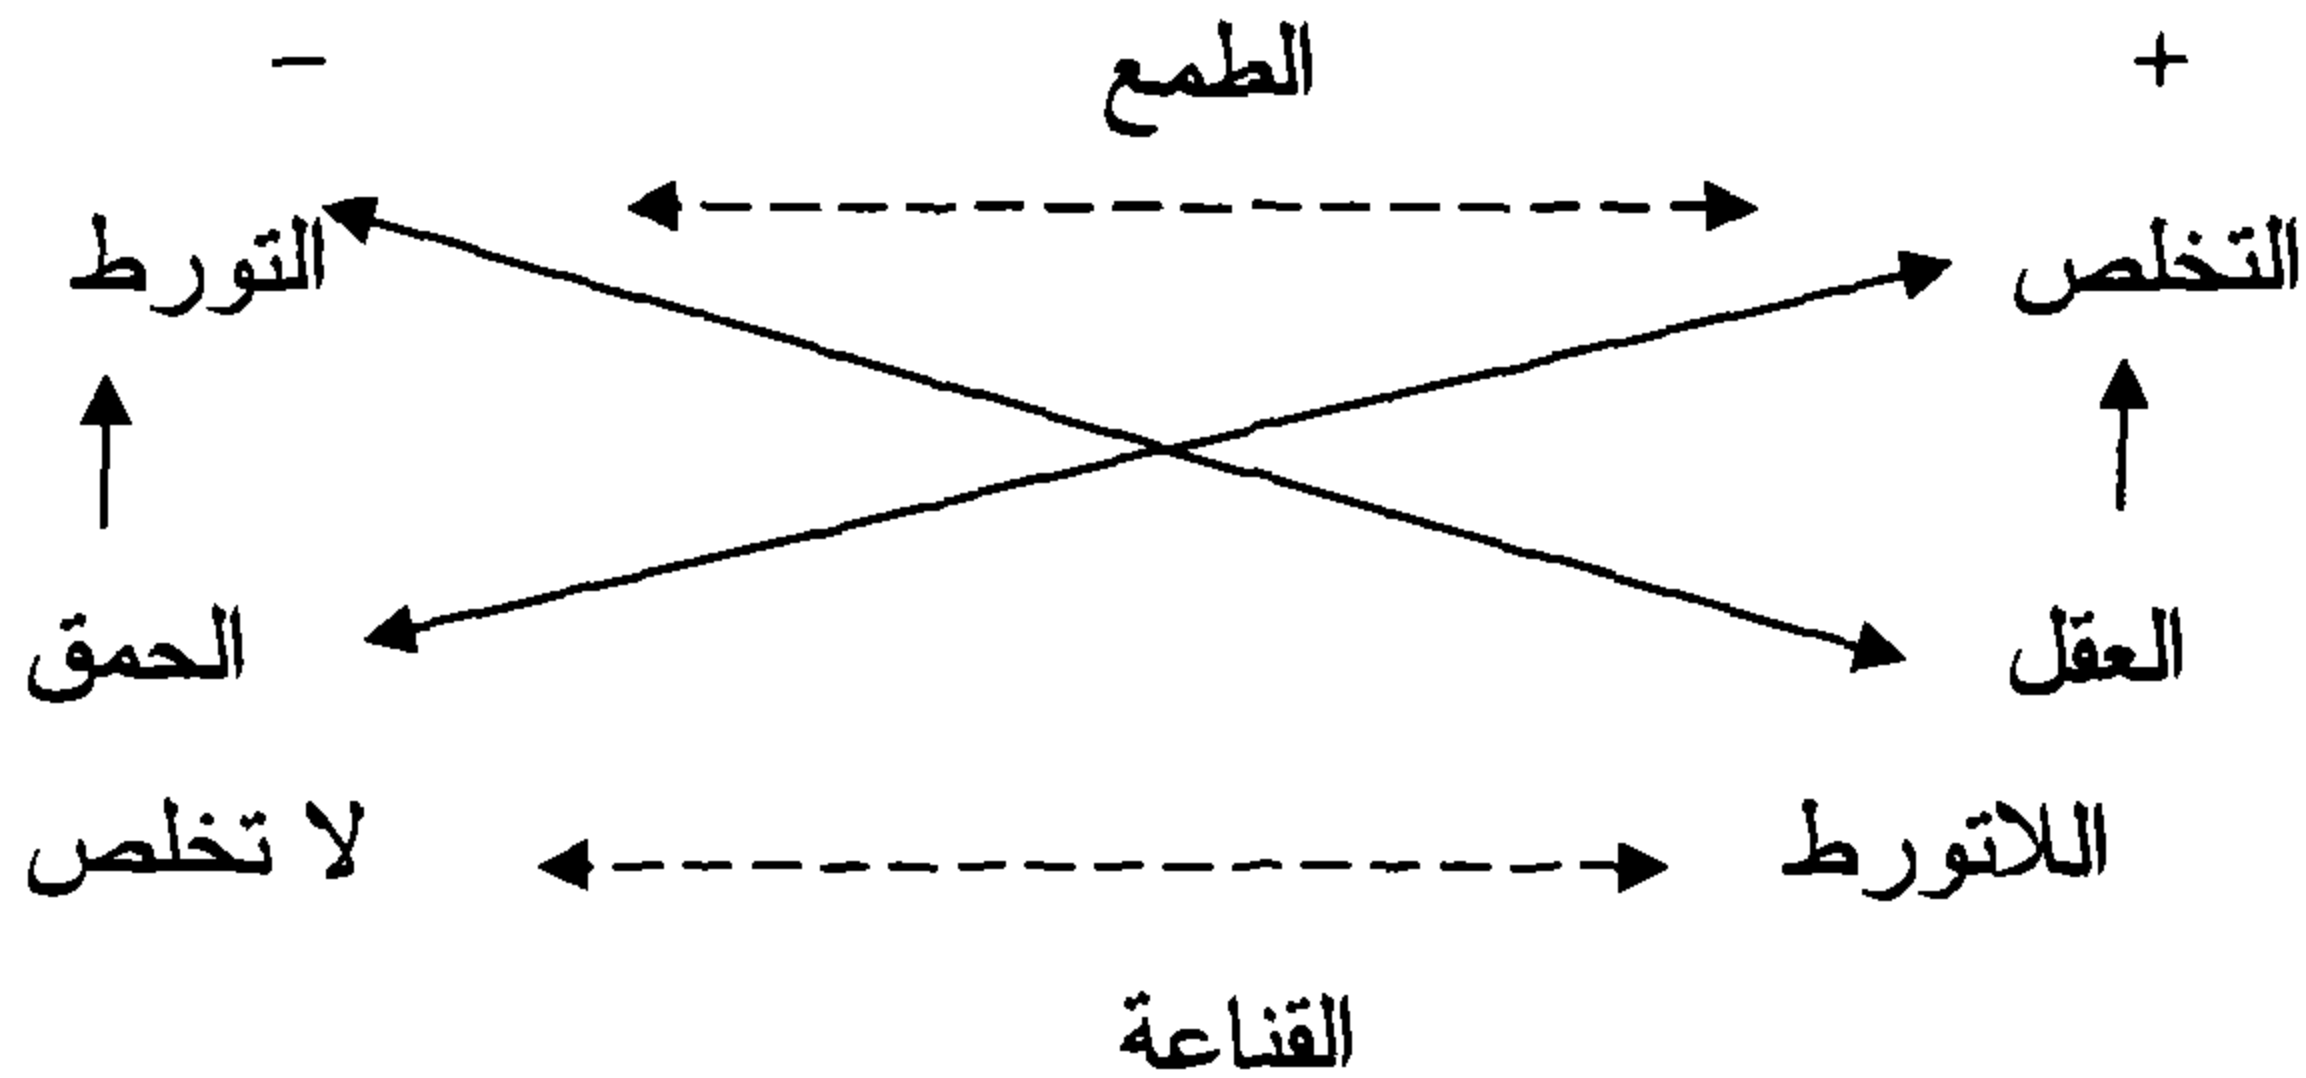 + الطمع −
التخلص التورط
العقل الحمق
اللاتورط لا تخلص
القناعة